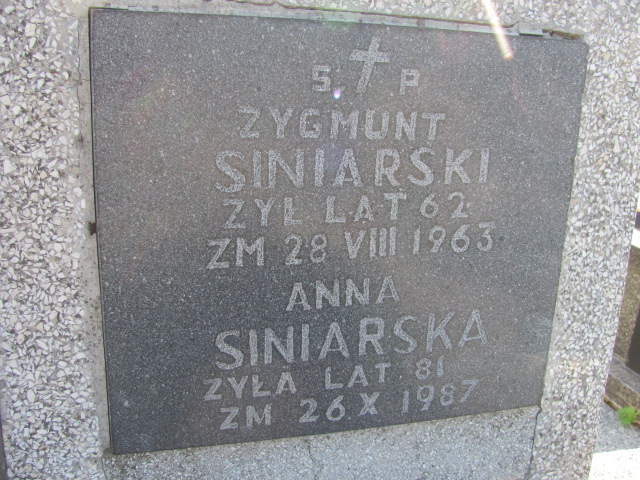 Ś P
ZYGMUNT
SINIARSKI
ŻYŁ LAT 62
ZM 28 VIII 1963
ANNA
SINIARSKA
ŻYŁA LAT 81
ZM 26 X 1987